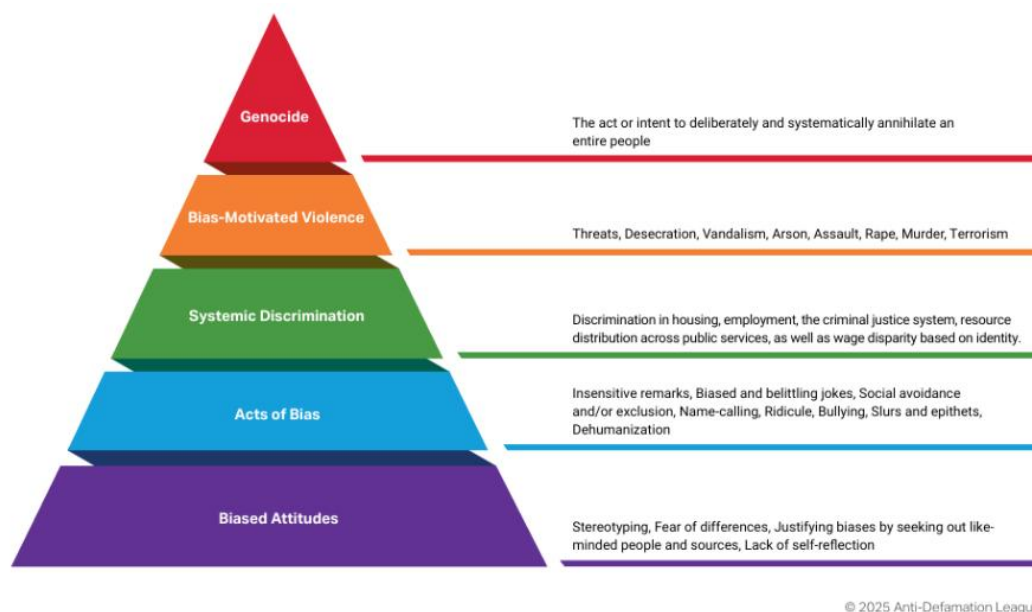 Genocide
The act or intent to deliberately and systematically annihilate an
entire people
Bias-Motivated Violence
Threats, Desecration, Vandalism, Arson, Assault, Rape, Murder, Terrorism
Systemic Discrimination
Discrimination in housing, employment, the criminal justice system, resource
distribution across public services, as well as wage disparity based on identity.
Acts of Bias
Insensitive remarks, Biased and belittling jokes, Social avoidance
and/or exclusion, Name-calling, Ridicule, Bullying, Slurs and epithets,
Dehumanization
Biased Attitudes
Stereotyping, Fear of differences, Justifying biases by seeking out like-
minded people and sources, Lack of self-reflection
© 2025 Anti-Defamation Leagu